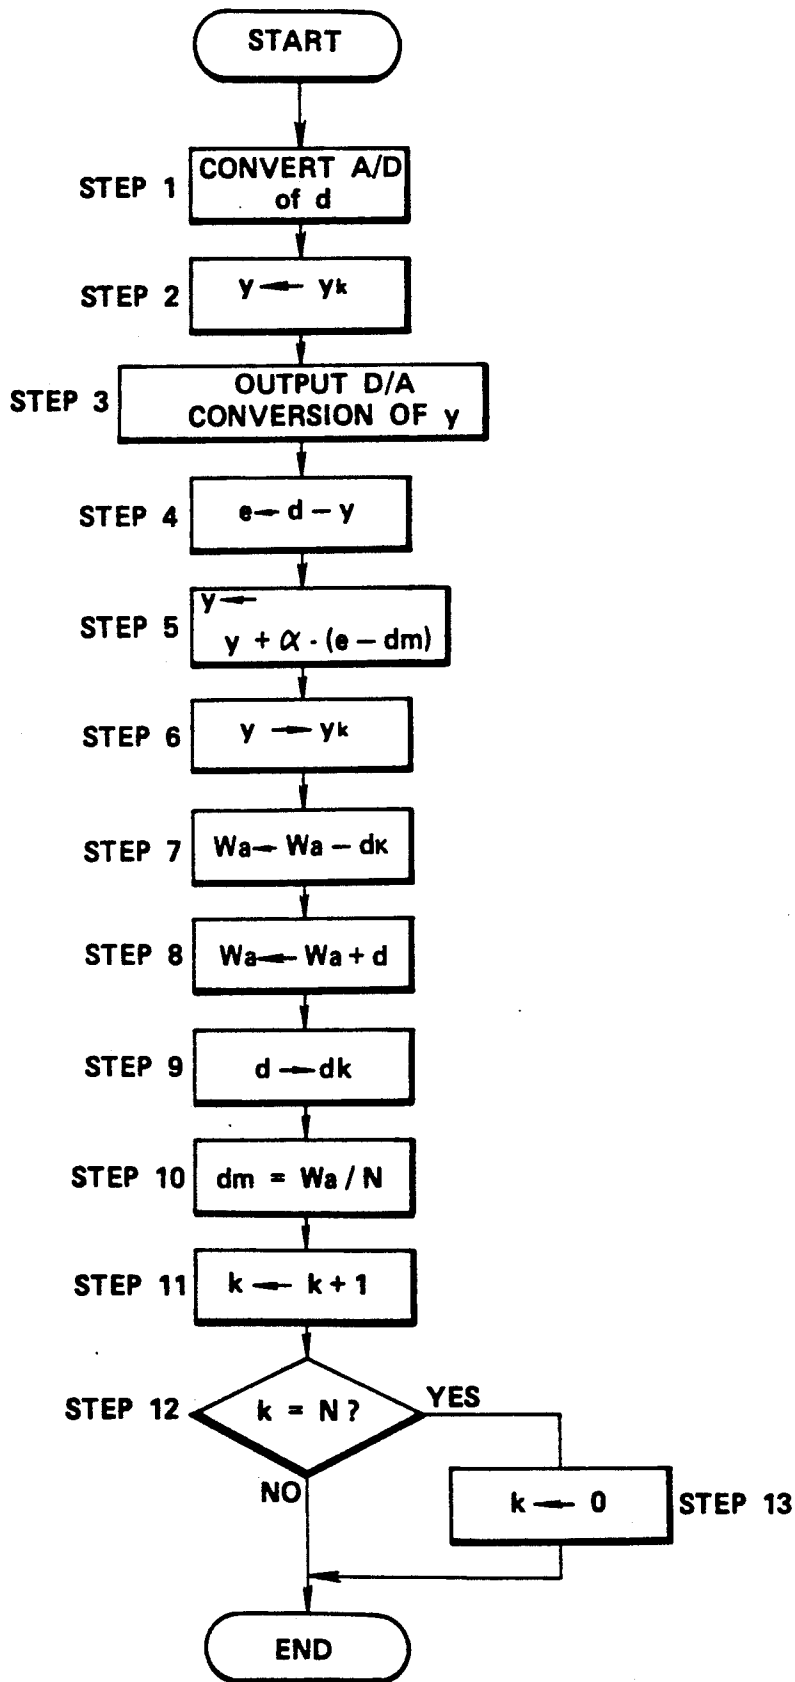 START
STEP 1
CONVERT A/D
of d
STEP 2
y ← yk
STEP 3
OUTPUT D/A
CONVERSION OF y
STEP 4
e ← d − y
STEP 5
y ←
y + α · (e − dm)
STEP 6
y → yk
STEP 7
Wa ← Wa − dk
STEP 8
Wa ← Wa + d
STEP 9
d → dk
STEP 10
dm = Wa / N
STEP 11
k ← k + 1
STEP 12
k = N ?
YES
NO
k ← 0
STEP 13
END